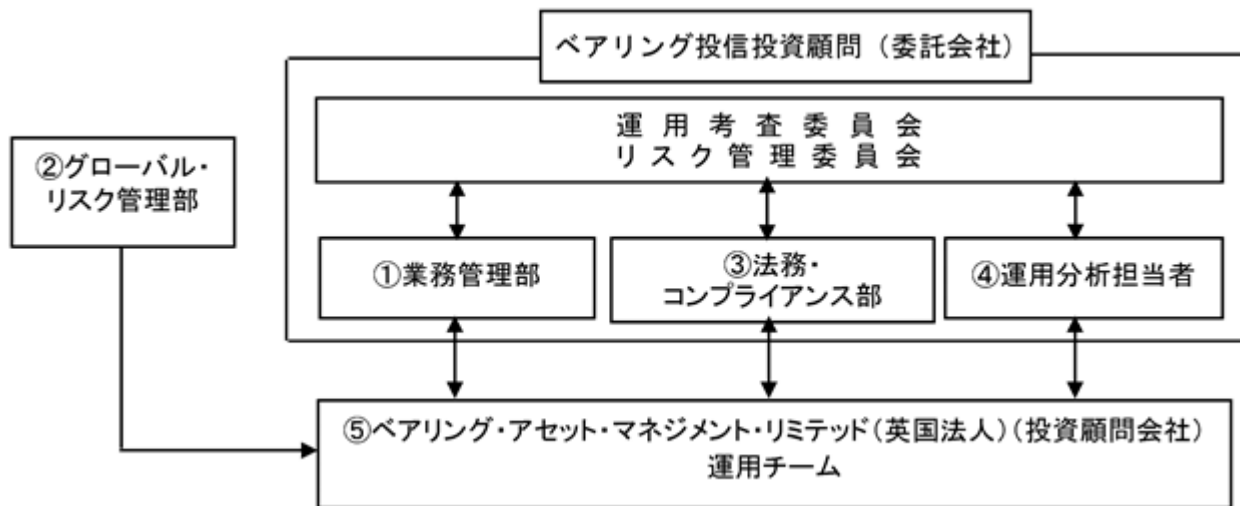 ベアリング投信投資顧問（委託会社）
運用考査委員会
リスク管理委員会
②グローバル・
リスク管理部
①業務管理部
③法務・
コンプライアンス部
④運用分析担当者
⑤ベアリング・アセット・マネジメント・リミテッド（英国法人）（投資顧問会社）
運用チーム